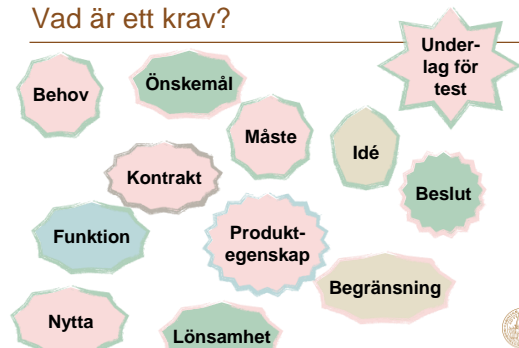 Vad är ett krav?
Under-
lag för
test
Behov
Önskemål
Måste
Idé
Kontrakt
Beslut
Funktion
Produkt-
egenskap
Begränsning
Nytta
Lönsamhet